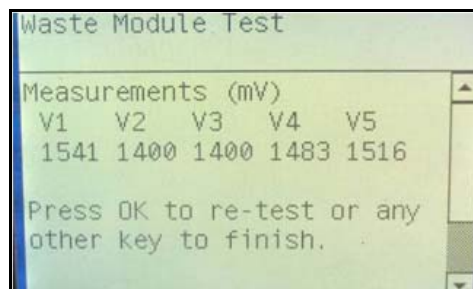 Waste Module Test
Measurements (mV)
V1 V2 V3 V4 V5
1541 1400 1400 1483 1516
Press OK to re-test or any
other key to finish.